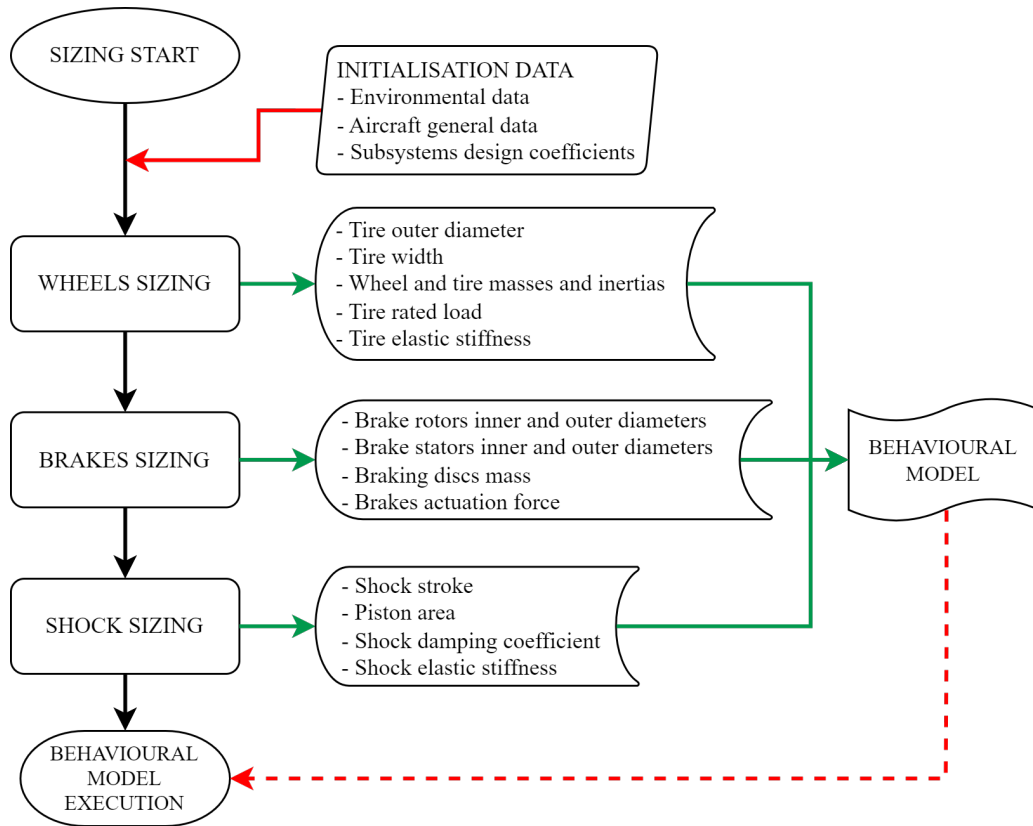 SIZING START
INITIALISATION DATA
- Environmental data
- Aircraft general data
- Subsystems design coefficients
WHEELS SIZING
- Tire outer diameter
- Tire width
- Wheel and tire masses and inertias
- Tire rated load
- Tire elastic stiffness
BRAKES SIZING
- Brake rotors inner and outer diameters
- Brake stators inner and outer diameters
- Braking discs mass
- Brakes actuation force
BEHAVIOURAL
MODEL
SHOCK SIZING
- Shock stroke
- Piston area
- Shock damping coefficient
- Shock elastic stiffness
BEHAVIOURAL
MODEL
EXECUTION